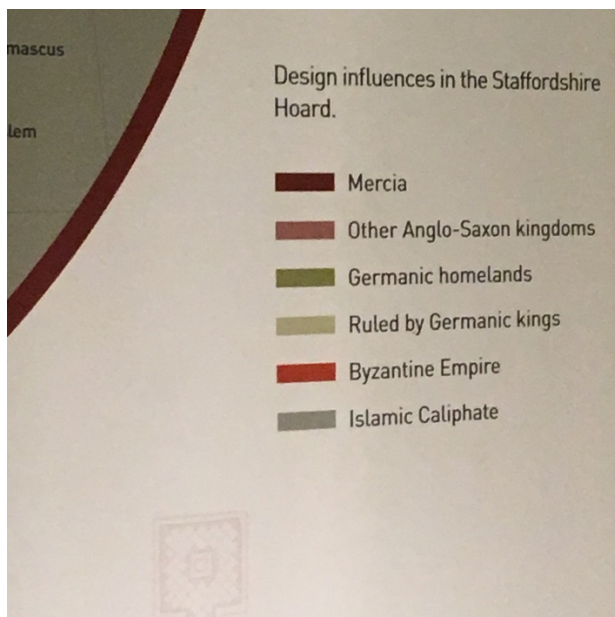 mascus
lem
Design influences in the Staffordshire
Hoard.
Mercia
Other Anglo-Saxon kingdoms
Germanic homelands
Ruled by Germanic kings
Byzantine Empire
Islamic Caliphate